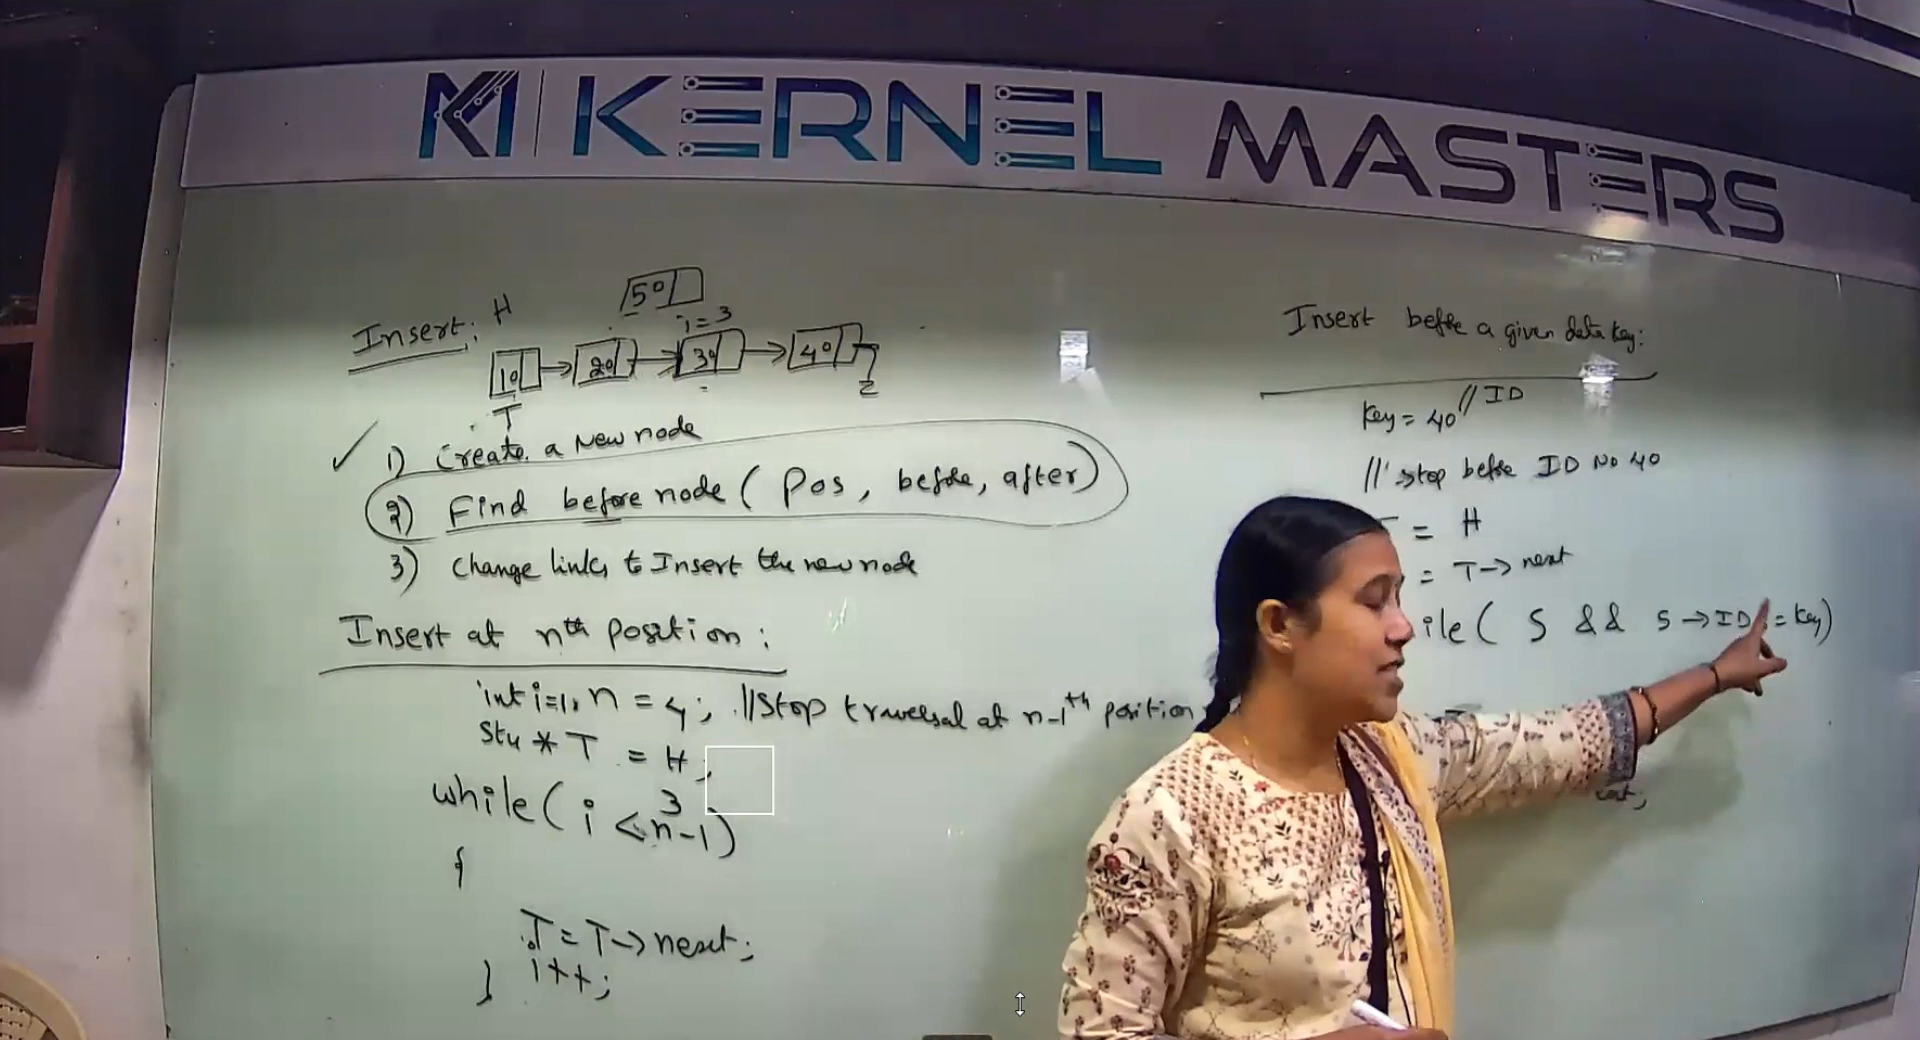 KM | KERNEL MASTERS
Insert: H
50
i=3
10 → 20 → 30 → 40
T
✓ 1) Create a New node
2) Find before node ( Pos, before, after)
3) Change links to Insert the new node
Insert at nth position :
int i=1, n = 4; //Stop traversal at n-1th position
Stu * T = H;
while( i < n-1)
3
{
T = T→next;
i++;
}
Insert before a given data key:
Key = 40 // ID
// stop before ID No 40
= H
= T→ next
ile( S && S→ID = Key)